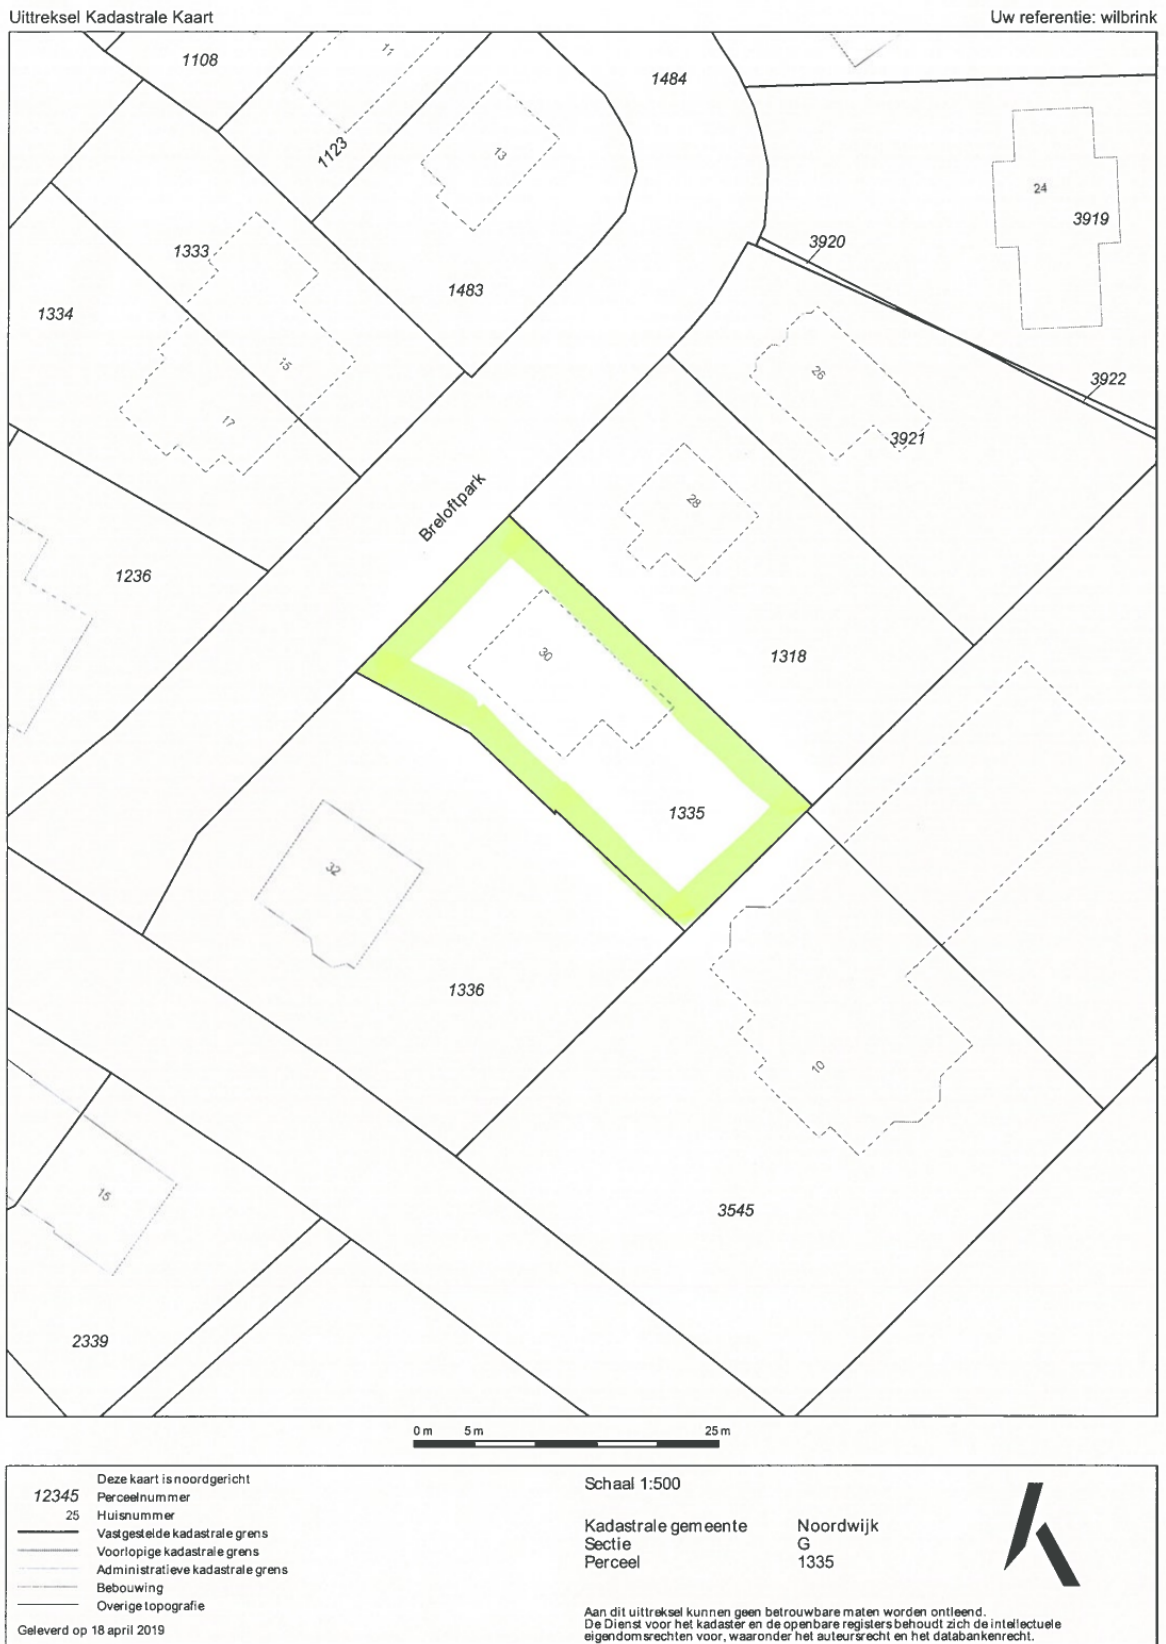 Uittreksel Kadastrale Kaart
Uw referentie: wilbrink
1108
11
1484
1123
13
24
3919
3920
1333
1483
1334
15
26
3922
17
3921
28
Breloftpark
1236
30
1318
1335
32
1336
10
15
3545
2339
0 m 5 m 25 m
Deze kaart is noordgericht
12345 Perceelnummer
25 Huisnummer
Vastgestelde kadastrale grens
Voorlopige kadastrale grens
Administratieve kadastrale grens
Bebouwing
Overige topografie
Geleverd op 18 april 2019
Schaal 1:500
Kadastrale gemeente Noordwijk
Sectie G
Perceel 1335
Aan dit uittreksel kunnen geen betrouwbare maten worden ontleend.
De Dienst voor het kadaster en de openbare registers behoudt zich de intellectuele
eigendomsrechten voor, waaronder het auteursrecht en het databankenrecht.